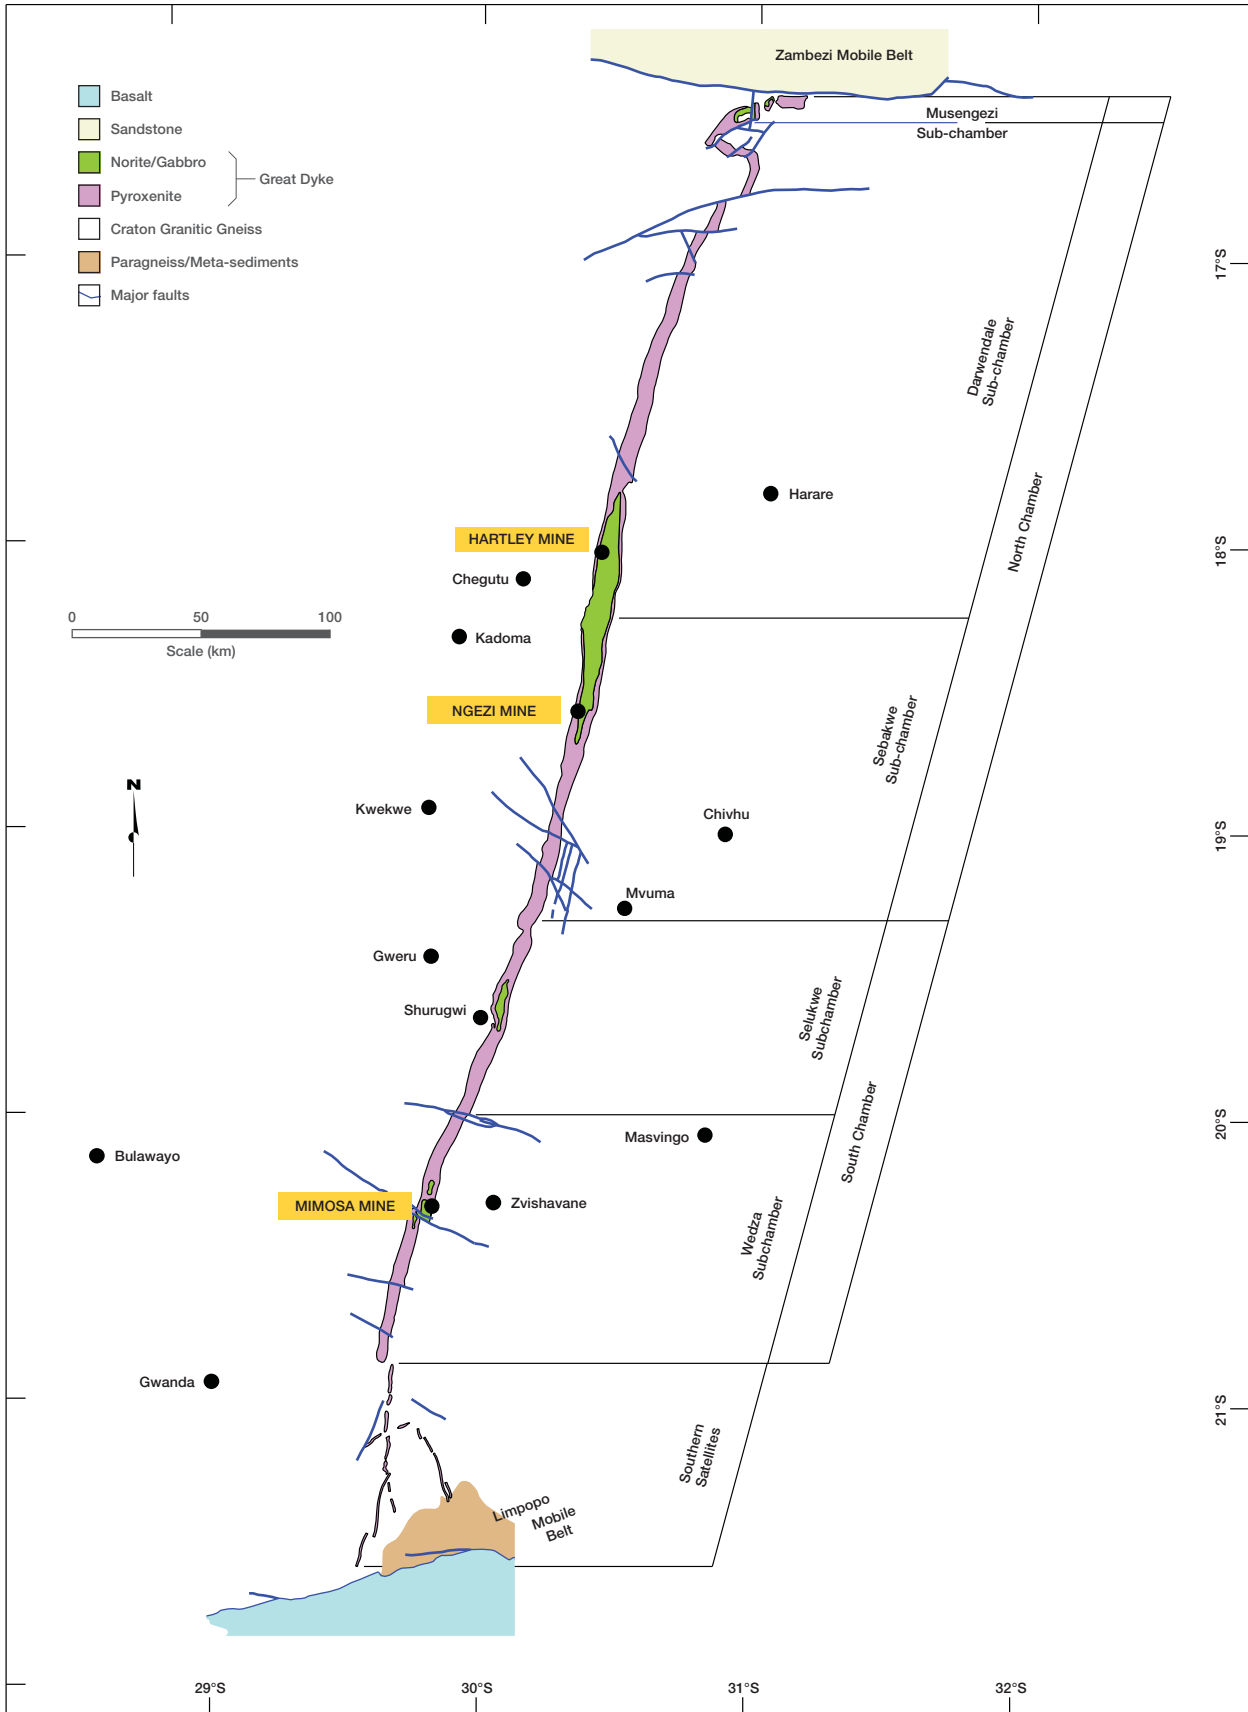 Zambezi Mobile Belt
Basalt
Sandstone
Norite/Gabbro
Pyroxenite
Great Dyke
Craton Granitic Gneiss
Paragneiss/Meta-sediments
Major faults
Musengezi
Sub-chamber
17°S
Darwendale
Sub-chamber
North Chamber
Harare
HARTLEY MINE
18°S
Chegutu
0 50 100
Scale (km)
Kadoma
NGEZI MINE
Sebakwe
Sub-chamber
N
Kwekwe
Chivhu
19°S
Mvuma
Gweru
Shurugwi
Selukwe
Subchamber
South Chamber
20°S
Masvingo
Bulawayo
MIMOSA MINE
Zvishavane
Wedza
Subchamber
Gwanda
21°S
Southern
Satellites
Limpopo
Mobile
Belt
29°S
30°S
31°S
32°S